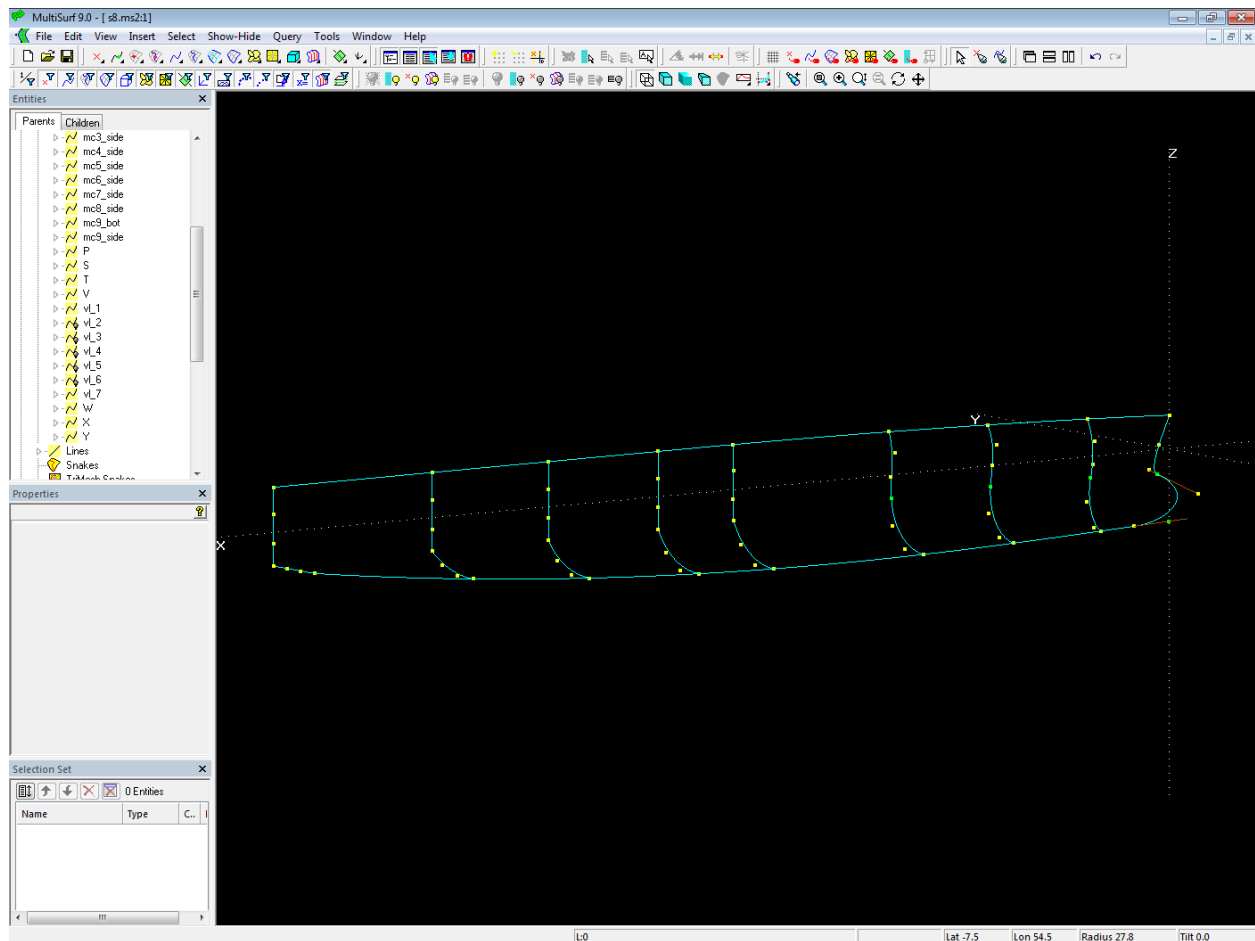 MultiSurf 9.0 - [ s8.ms2:1]
File Edit View Insert Select Show-Hide Query Tools Window Help
Entities
Parents Children
mc3_side
mc4_side
mc5_side
mc6_side
mc7_side
mc8_side
mc9_bot
mc9_side
P
S
T
V
vl_1
vl_2
vl_3
vl_4
vl_5
vl_6
vl_7
W
X
Y
Lines
Snakes
TriMesh Snakes
Properties
Selection Set
0 Entities
Name Type C..
Z
Y
X
L:0 Lat -7.5 Lon 54.5 Radius 27.8 Tilt 0.0